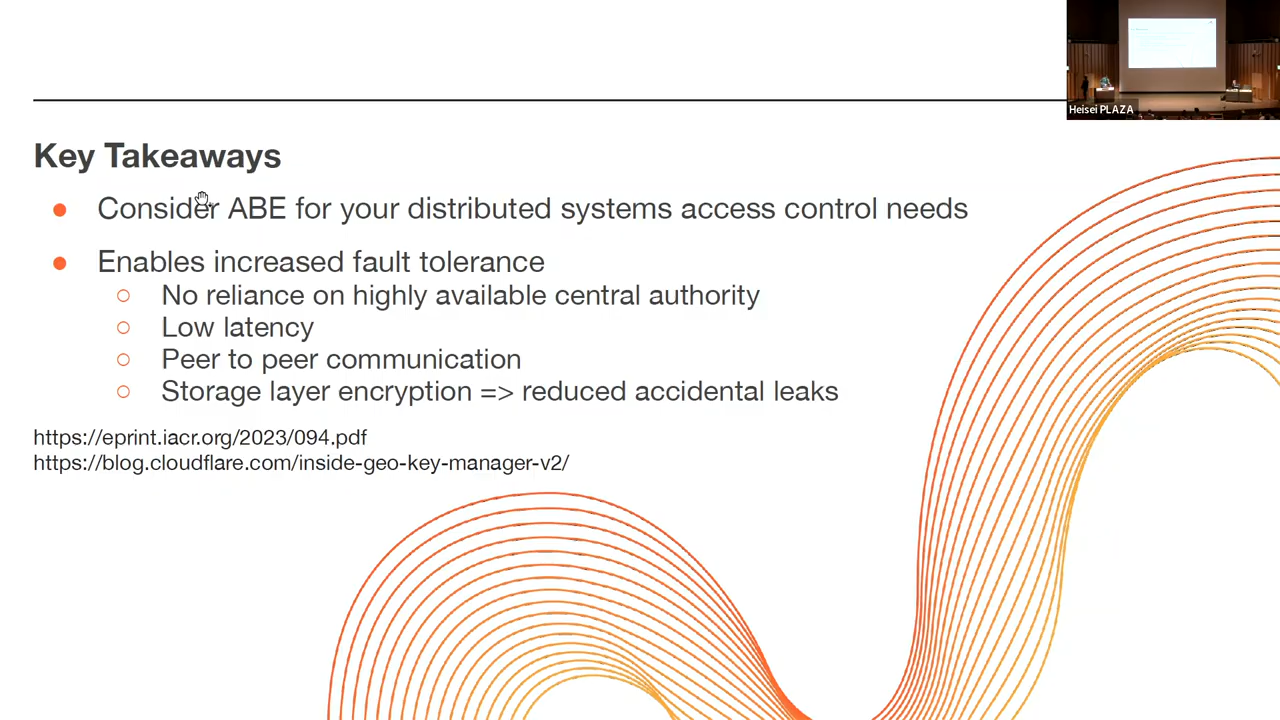 Heisei PLAZA
Key Takeaways
Consider ABE for your distributed systems access control needs
Enables increased fault tolerance
No reliance on highly available central authority
Low latency
Peer to peer communication
Storage layer encryption => reduced accidental leaks
https://eprint.iacr.org/2023/094.pdf
https://blog.cloudflare.com/inside-geo-key-manager-v2/